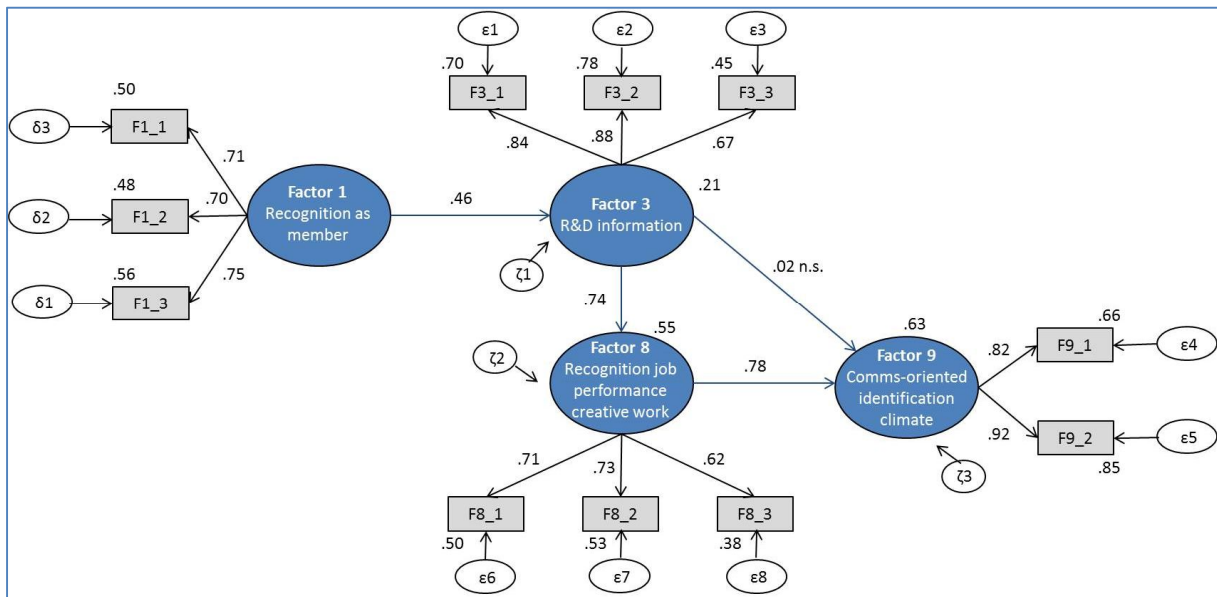 ε1
ε2
ε3
.70
.78
.45
F3_1
F3_2
F3_3
.84
.88
.67
.50
δ3
F1_1
.71
.48
δ2
F1_2
.70
.56
δ1
F1_3
.75
Factor 1
Recognition as
member
.46
Factor 3
R&D information
.21
ζ1
.02 n.s.
.74
.55
ζ2
Factor 8
Recognition job
performance
creative work
.78
.63
Factor 9
Comms-oriented
identification
climate
ζ3
.82
.66
F9_1
ε4
.92
F9_2
.85
ε5
.71
.73
.62
F8_1
F8_2
F8_3
.50
.53
.38
ε6
ε7
ε8